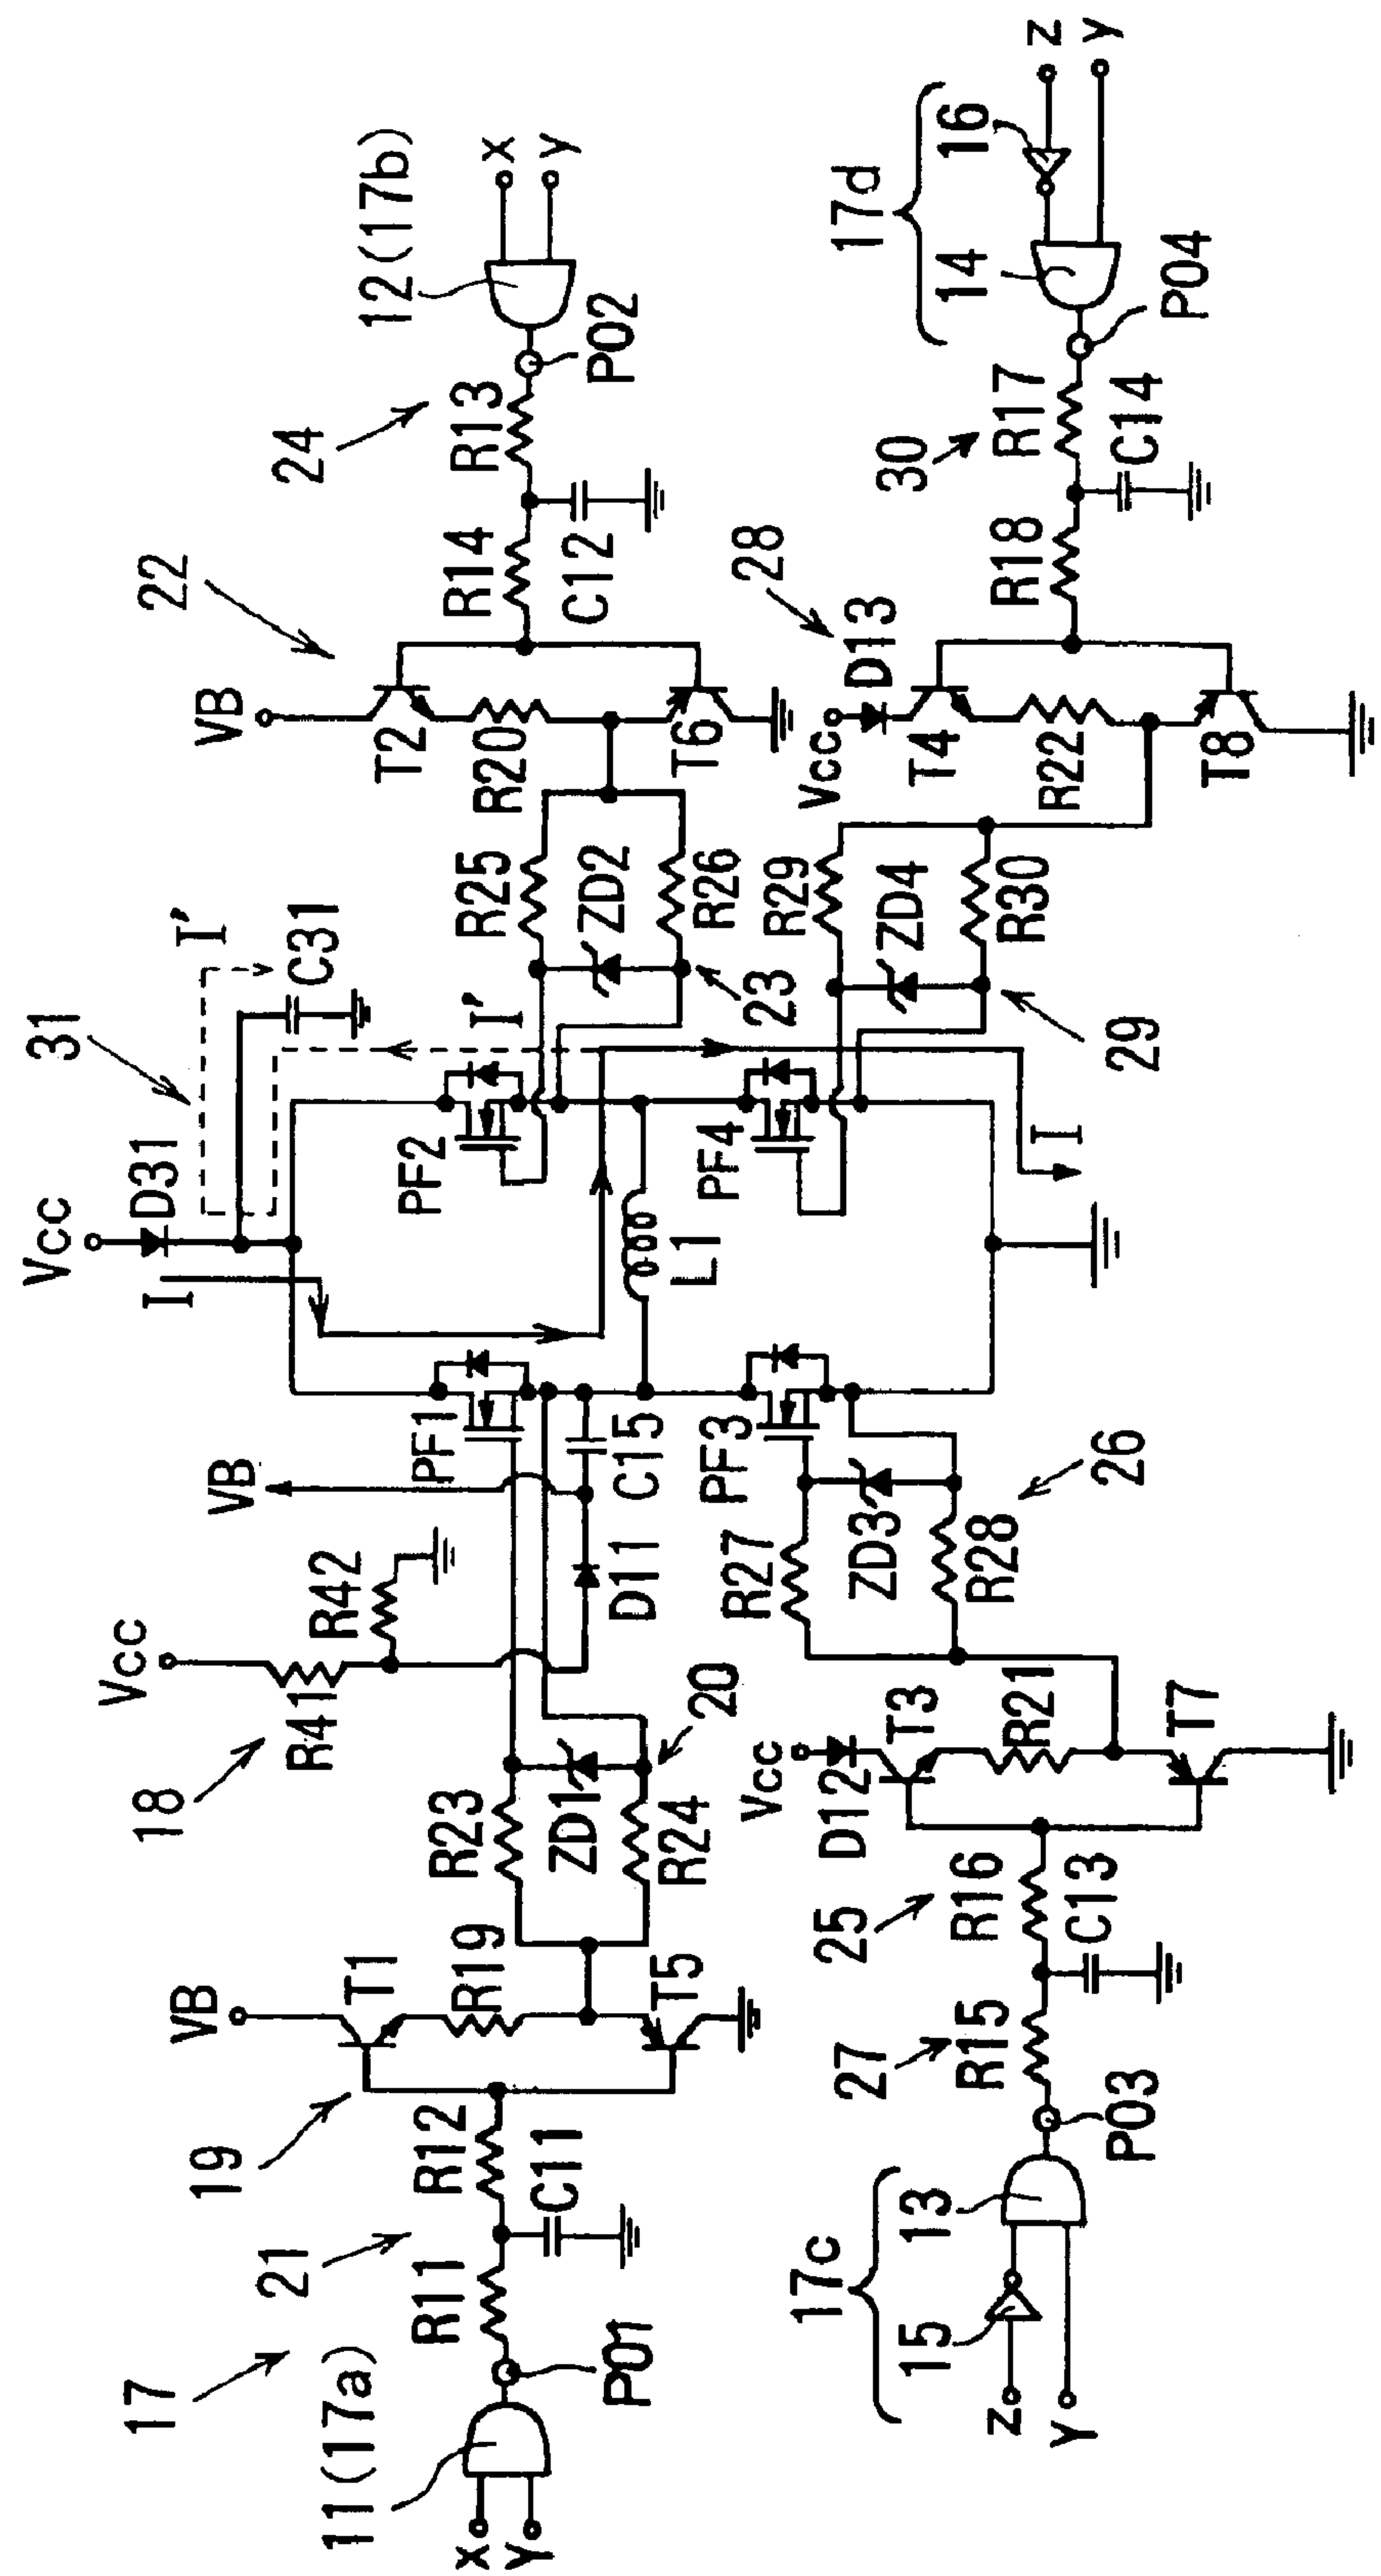 17
11(17a)
x
Y
P01
R11
21
C11
R12
19
VB
T1
R19
T5
R23
ZD1
R24
20
18
Vcc
R41
R42
D11
VB
C15
PF1
I
Vcc
D31
31
I'
C31
I'
PF2
L1
PF4
I
R25
ZD2
R26
23
VB
T2
R20
T6
22
R14
C12
R13
24
P02
12(17b)
x
y
17c
z
Y
15
13
P03
27
R15
C13
25
R16
Vcc
D12
T3
R21
T7
R27
ZD3
R28
26
PF3
29
R29
ZD4
R30
Vcc
D13
28
T4
R22
T8
R18
C14
30
R17
P04
17d
14
16
z
y